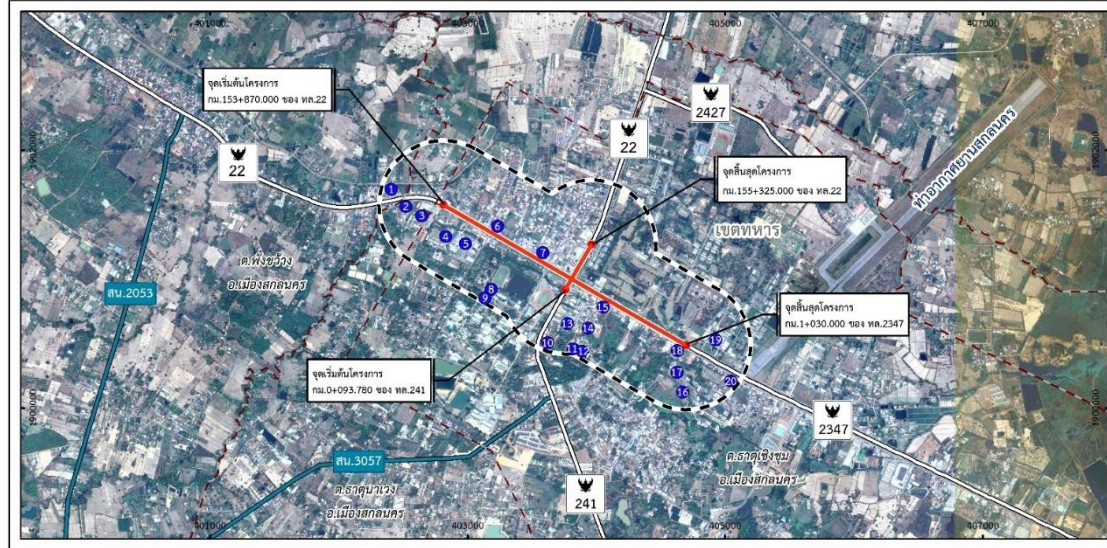 401000
403000
405000
407000
จุดเริ่มต้นโครงการ
กม.153+870.000 ของ ทล.22
2427
22
22
ท่าอากาศยานสกลนคร
1902000
1902000
จุดสิ้นสุดโครงการ
กม.155+325.000 ของ ทล.22
เขตทหาร
1
2
3
4
5
6
7
8
9
10
11
12
13
14
15
16
17
18
19
20
ต.พังขว้าง
อ.เมืองสกลนคร
สน.2053
จุดสิ้นสุดโครงการ
กม.1+030.000 ของ ทล.2347
จุดเริ่มต้นโครงการ
กม.0+093.780 ของ ทล.241
1900000
1900000
2347
สน.3057
ต.ธาตุนาเวง
อ.เมืองสกลนคร
241
ต.ธาตุเชิงชุม
อ.เมืองสกลนคร
401000
403000
405000
407000